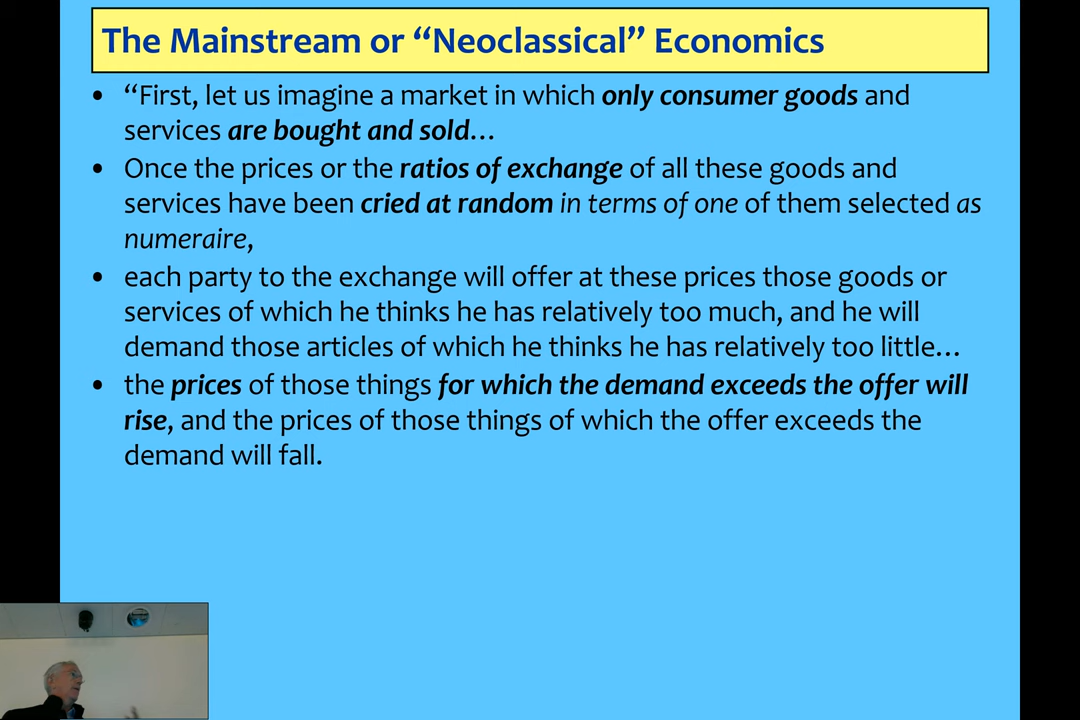 The Mainstream or “Neoclassical” Economics
• “First, let us imagine a market in which only consumer goods and
services are bought and sold…
• Once the prices or the ratios of exchange of all these goods and
services have been cried at random in terms of one of them selected as
numeraire,
• each party to the exchange will offer at these prices those goods or
services of which he thinks he has relatively too much, and he will
demand those articles of which he thinks he has relatively too little…
• the prices of those things for which the demand exceeds the offer will
rise, and the prices of those things of which the offer exceeds the
demand will fall.